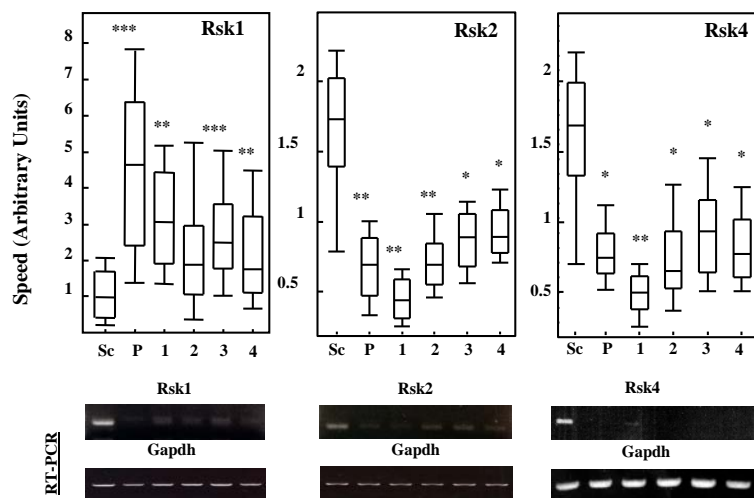 Rsk1
Rsk2
Rsk4
Speed (Arbitrary Units)
8
7
6
5
4
3
2
1
***
**
***
**
2
1.5
1
0.5
**
**
**
*
*
2
1.5
1
0.5
*
**
*
*
*
Sc P 1 2 3 4
Sc P 1 2 3 4
Sc P 1 2 3 4
RT-PCR
Rsk1
Rsk2
Rsk4
Gapdh
Gapdh
Gapdh